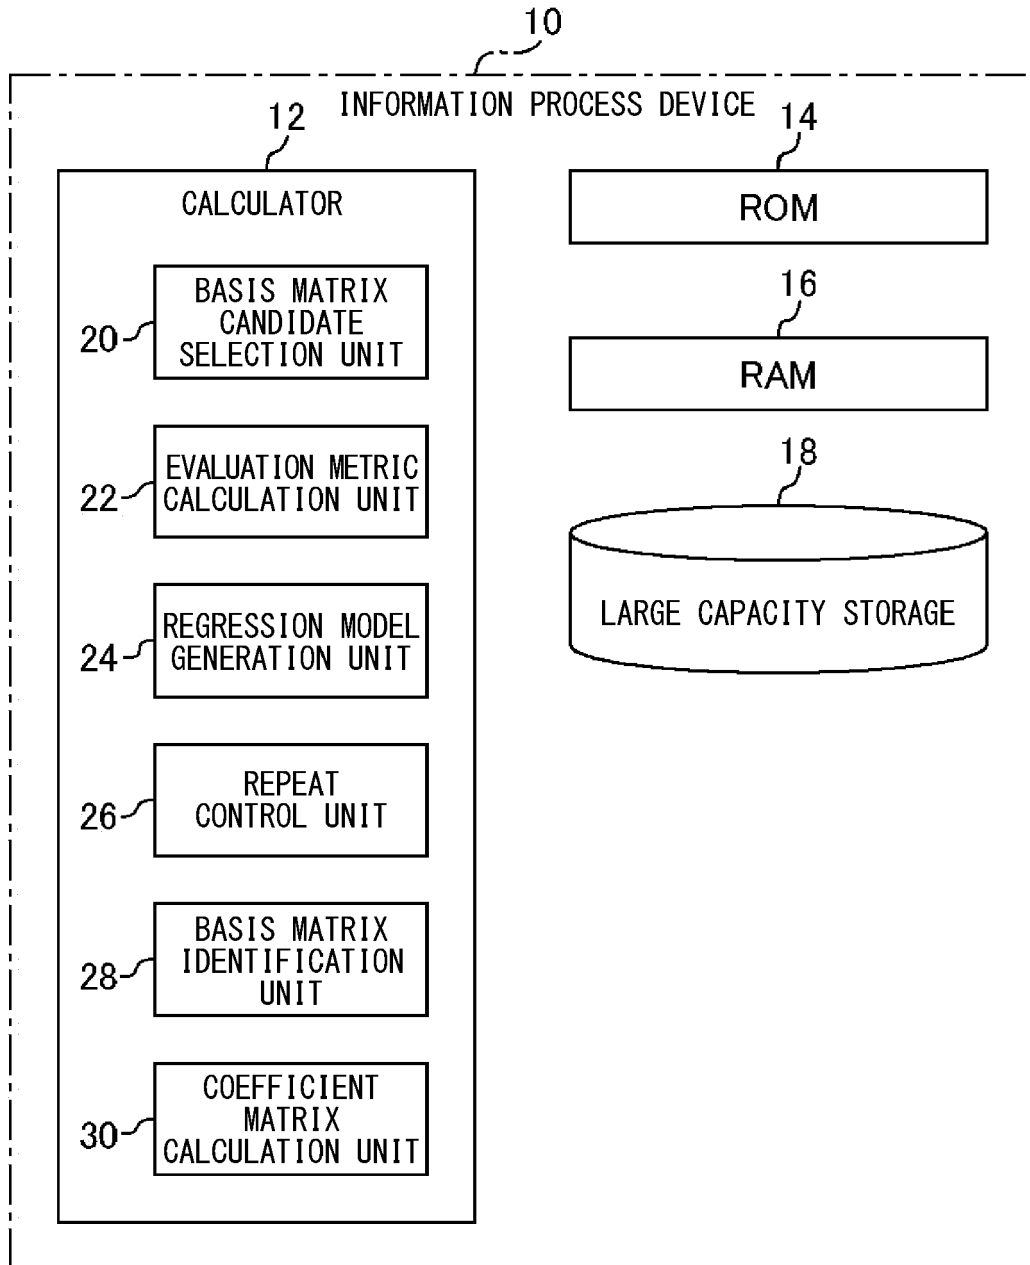 10
INFORMATION PROCESS DEVICE
12
CALCULATOR
20
BASIS MATRIX
CANDIDATE
SELECTION UNIT
22
EVALUATION METRIC
CALCULATION UNIT
24
REGRESSION MODEL
GENERATION UNIT
26
REPEAT
CONTROL UNIT
28
BASIS MATRIX
IDENTIFICATION
UNIT
30
COEFFICIENT
MATRIX
CALCULATION UNIT
14
ROM
16
RAM
18
LARGE CAPACITY STORAGE